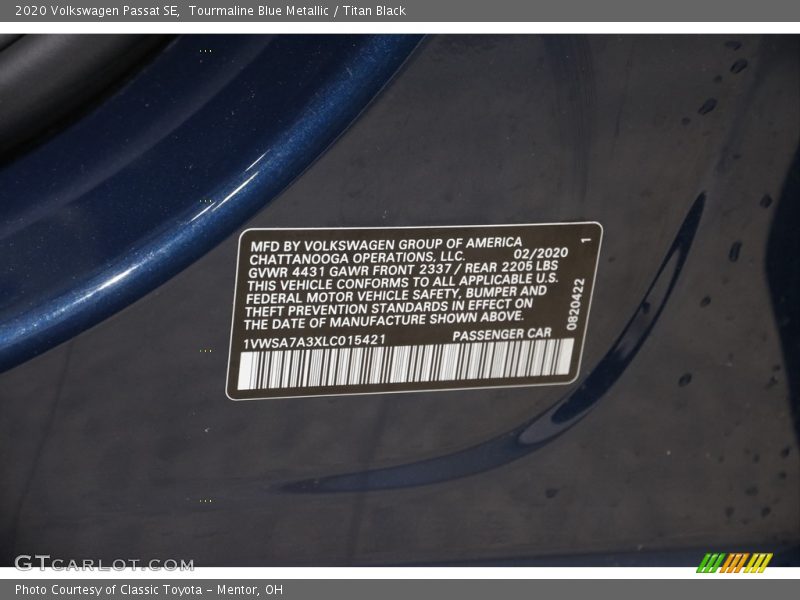 2020 Volkswagen Passat SE, Tourmaline Blue Metallic / Titan Black
MFD BY VOLKSWAGEN GROUP OF AMERICA
CHATTANOOGA OPERATIONS, LLC. 02/2020
GVWR 4431 GAWR FRONT 2337 / REAR 2205 LBS
THIS VEHICLE CONFORMS TO ALL APPLICABLE U.S.
FEDERAL MOTOR VEHICLE SAFETY, BUMPER AND
THEFT PREVENTION STANDARDS IN EFFECT ON
THE DATE OF MANUFACTURE SHOWN ABOVE.
1VWSA7A3XLC015421 PASSENGER CAR
0820422
1
GTCARLOT.COM
Photo Courtesy of Classic Toyota - Mentor, OH